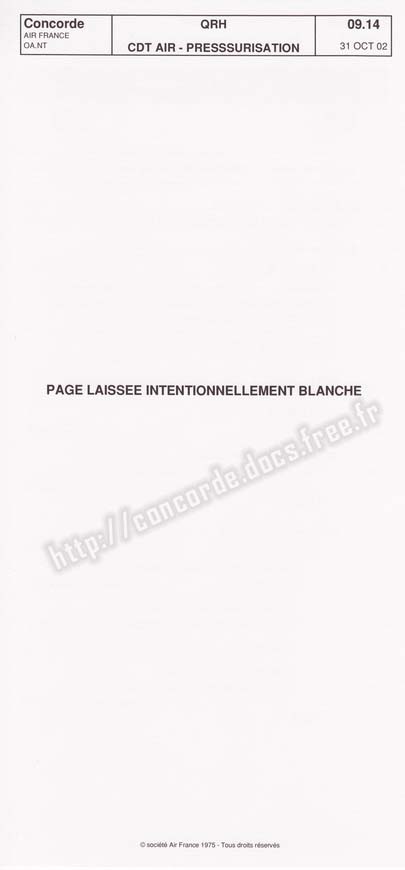 Concorde
AIR FRANCE
OA.NT
QRH
CDT AIR - PRESSSURISATION
09.14
31 OCT 02
PAGE LAISSEE INTENTIONNELLEMENT BLANCHE
http://concorde.docs.free.fr
© société Air France 1975 - Tous droits réservés